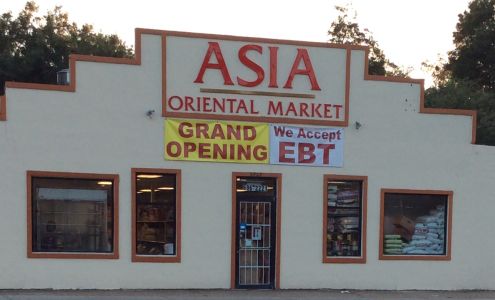 ASIA
ORIENTAL MARKET
GRAND
OPENING
We Accept
EBT